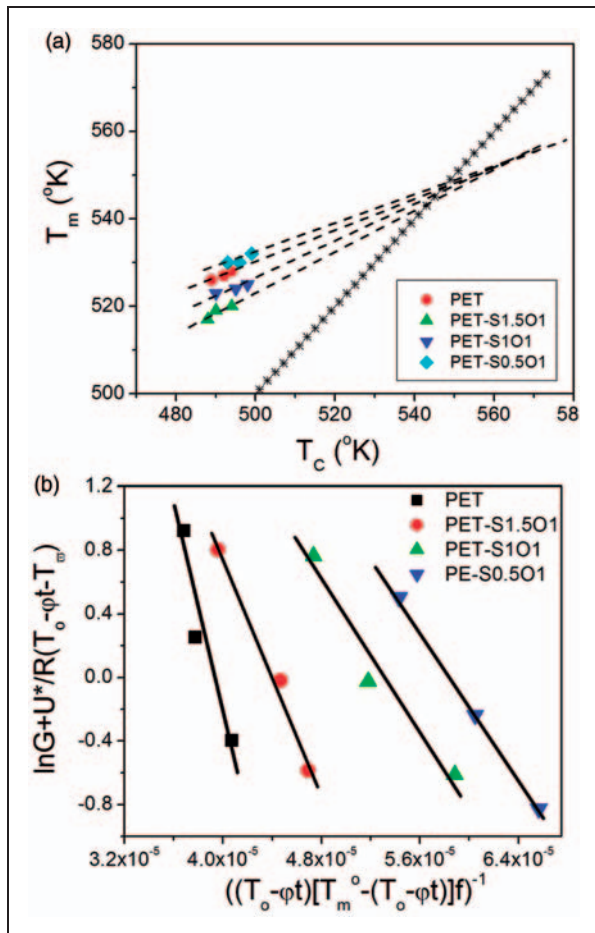 (a)
580
560
540
520
500
Tₘ (°K)
PET
PET-S1.5O1
PET-S1O1
PET-S0.5O1
480 500 520 540 560 58
T_C (°K)
(b)
1.2
0.8
0.4
0.0
-0.4
-0.8
lnG+U*/R(Tₒ-φt-Tₘ)
PET
PET-S1.5O1
PET-S1O1
PE-S0.5O1
3.2x10⁻⁵ 4.0x10⁻⁵ 4.8x10⁻⁵ 5.6x10⁻⁵ 6.4x10⁻⁵
((Tₒ-φt)[Tₘ°-(Tₒ-φt)]f)⁻¹